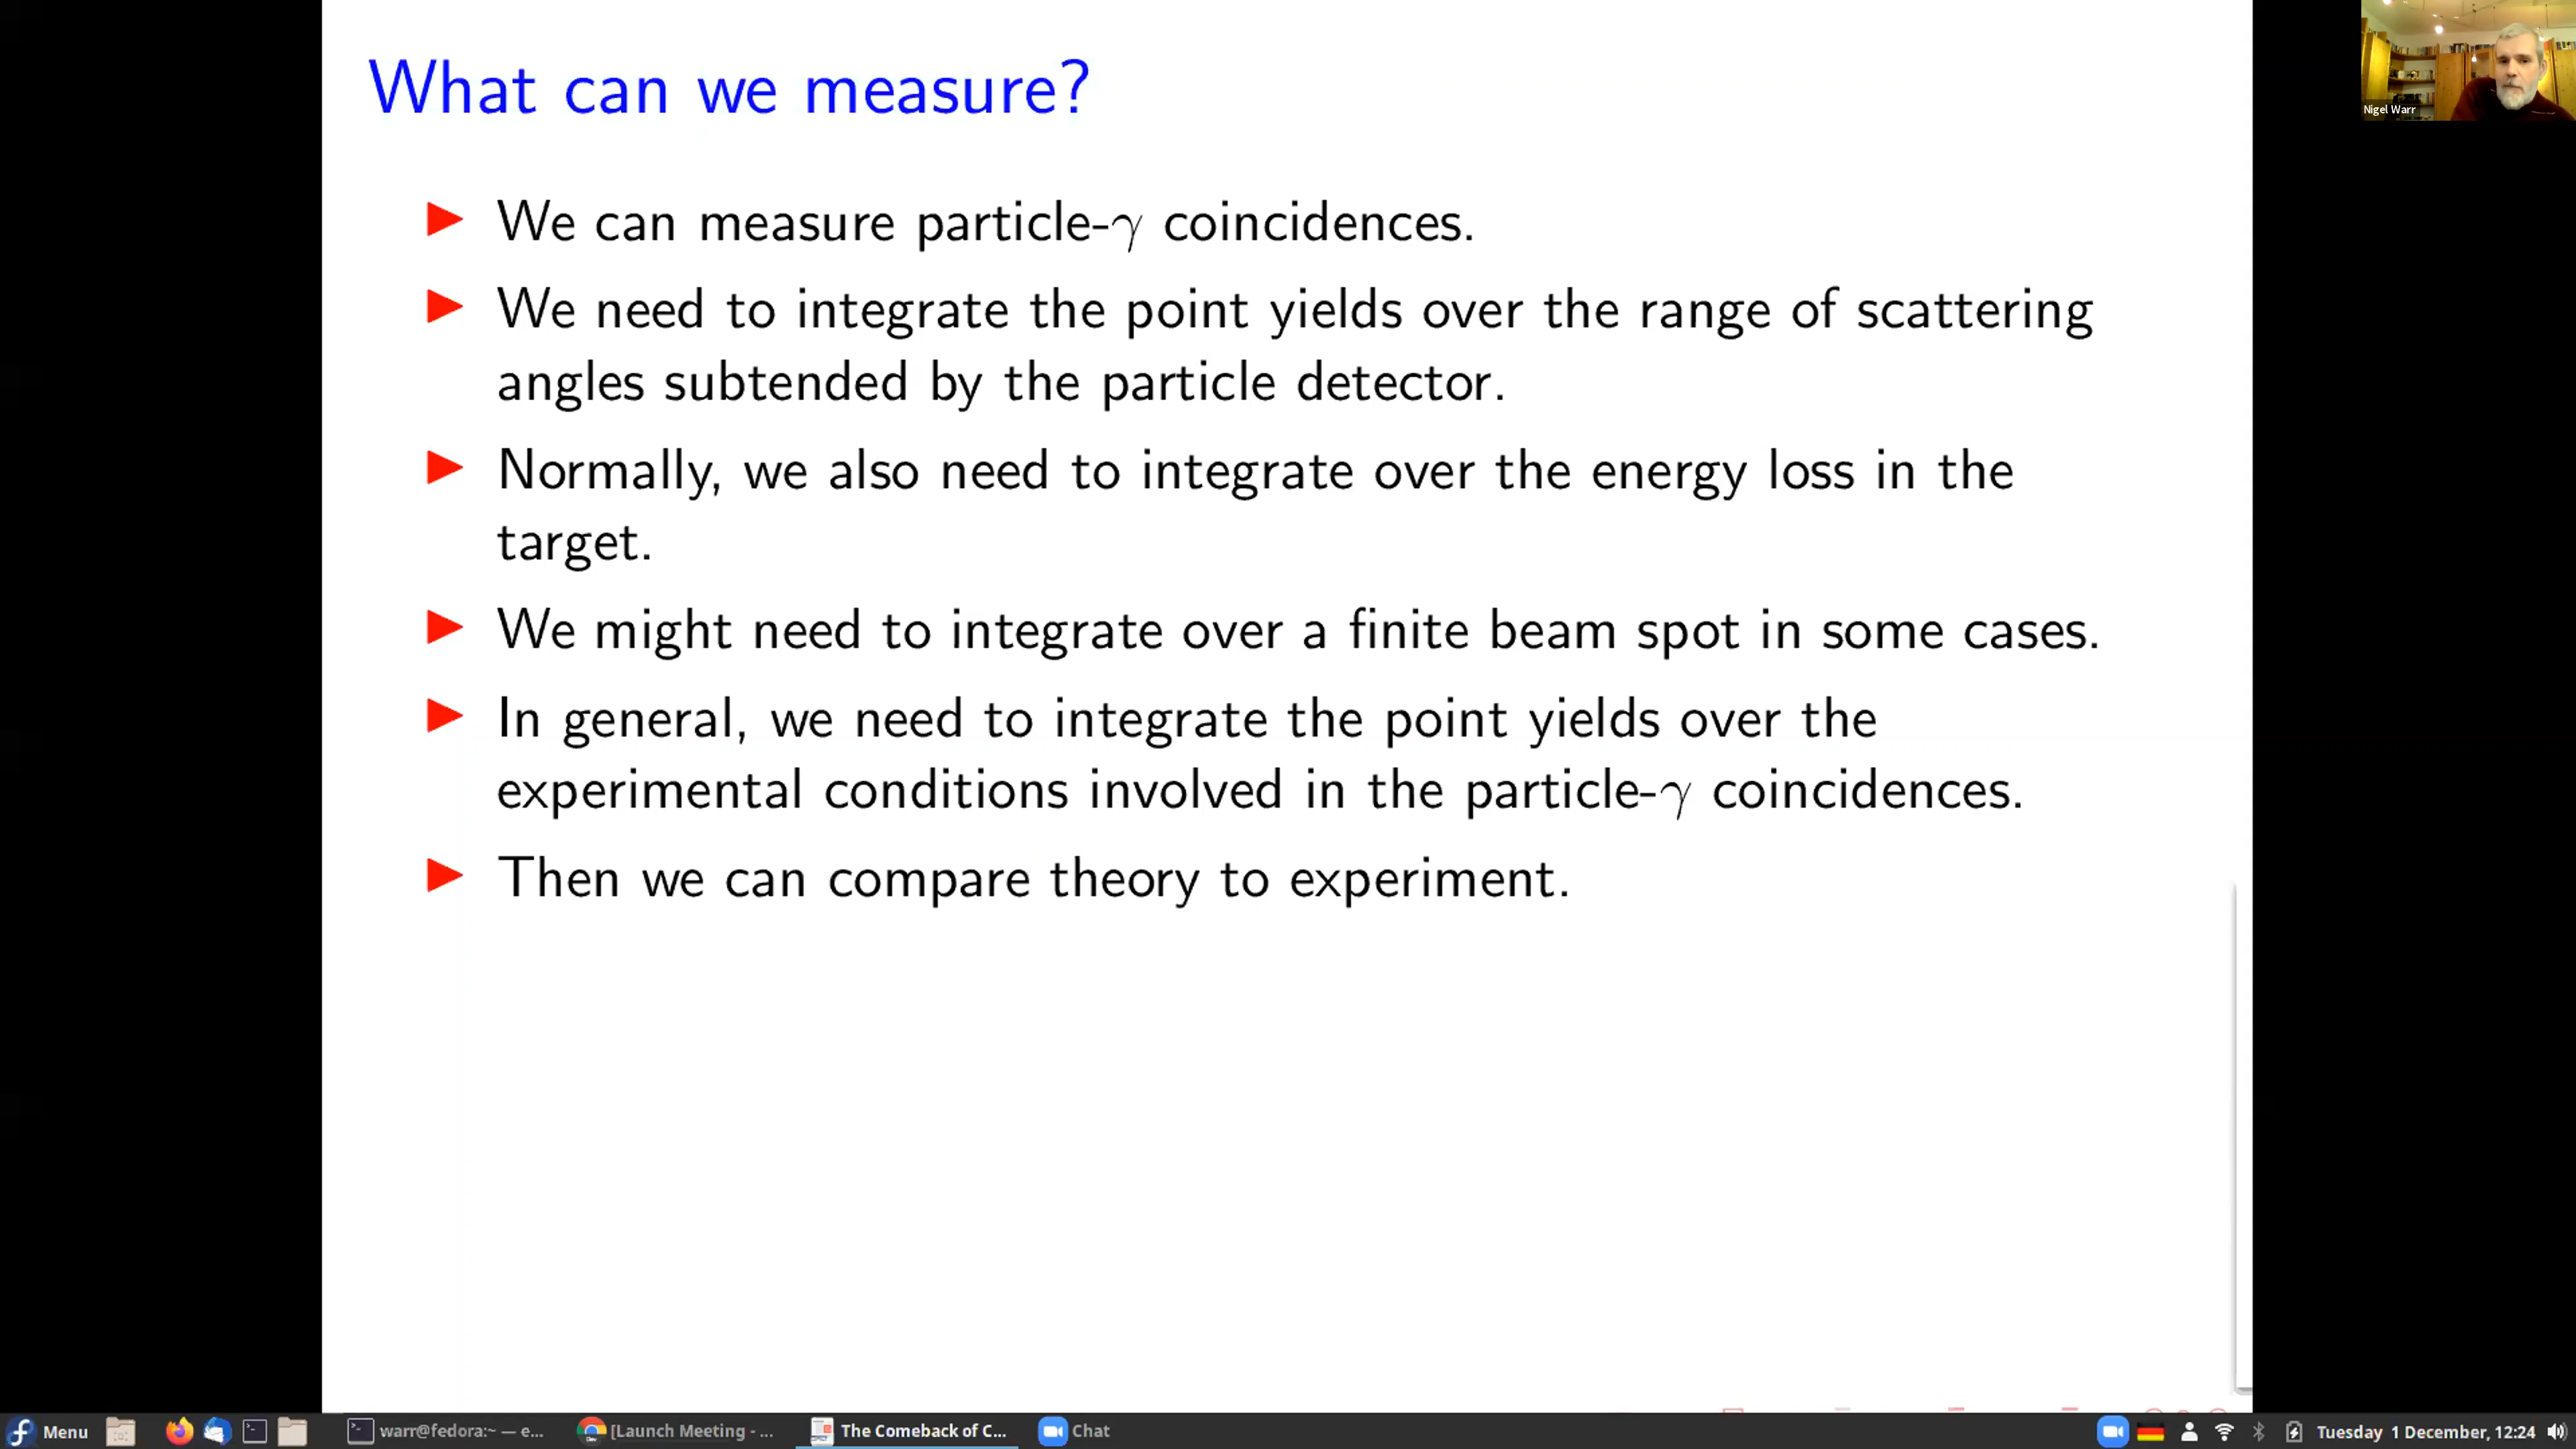 What can we measure?
Nigel Warr
▶ We can measure particle-γ coincidences.
▶ We need to integrate the point yields over the range of scattering
angles subtended by the particle detector.
▶ Normally, we also need to integrate over the energy loss in the
target.
▶ We might need to integrate over a finite beam spot in some cases.
▶ In general, we need to integrate the point yields over the
experimental conditions involved in the particle-γ coincidences.
▶ Then we can compare theory to experiment.
Menu warr@fedora:~ — e... [Launch Meeting - ... The Comeback of C... Chat Tuesday 1 December, 12:24